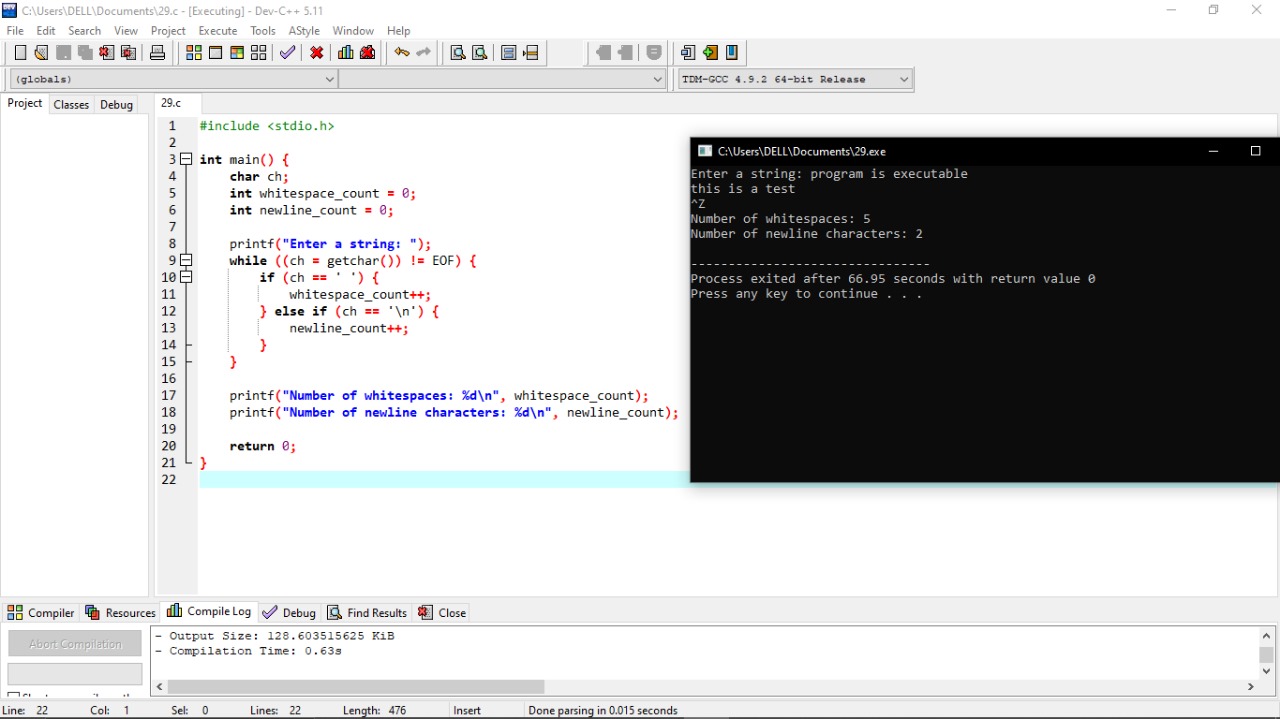 C:\Users\DELL\Documents\29.c - [Executing] - Dev-C++ 5.11
File Edit Search View Project Execute Tools AStyle Window Help
(globals)
TDM-GCC 4.9.2 64-bit Release
Project Classes Debug
29.c
1 #include <stdio.h>
2
3 int main() {
4 char ch;
5 int whitespace_count = 0;
6 int newline_count = 0;
7
8 printf("Enter a string: ");
9 while ((ch = getchar()) != EOF) {
10 if (ch == ' ') {
11 whitespace_count++;
12 } else if (ch == '\n') {
13 newline_count++;
14 }
15 }
16
17 printf("Number of whitespaces: %d\n", whitespace_count);
18 printf("Number of newline characters: %d\n", newline_count);
19
20 return 0;
21 }
22
C:\Users\DELL\Documents\29.exe
Enter a string: program is executable
this is a test
^Z
Number of whitespaces: 5
Number of newline characters: 2
--------------------------------
Process exited after 66.95 seconds with return value 0
Press any key to continue . . .
Compiler Resources Compile Log Debug Find Results Close
Abort Compilation
- Output Size: 128.603515625 KiB
- Compilation Time: 0.63s
Line: 22 Col: 1 Sel: 0 Lines: 22 Length: 476 Insert Done parsing in 0.015 seconds